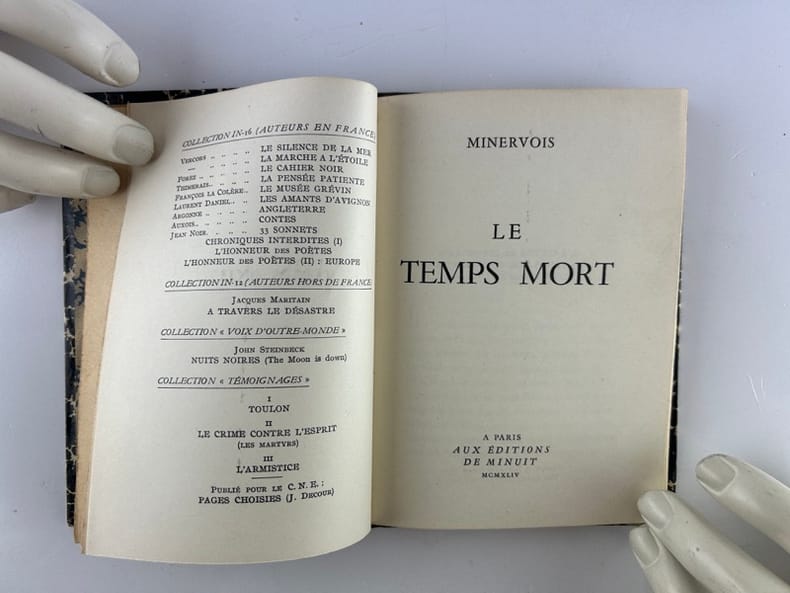 COLLECTION IN-16 (AUTEURS EN FRANCE)
VERCORS .. .. .. .. LE SILENCE DE LA MER
— .. .. .. .. LA MARCHE A L'ÉTOILE
FOREZ .. .. .. .. .. LE CAHIER NOIR
THIMERAIS.. .. .. .. LA PENSÉE PATIENTE
FRANÇOIS LA COLÈRE.. LE MUSÉE GRÉVIN
LAURENT DANIEL.. .. LES AMANTS D'AVIGNON
ARGONNE .. .. .. .. ANGLETERRE
AUXOIS.. .. .. .. .. CONTES
JEAN NOIR. .. .. .. 33 SONNETS
CHRONIQUES INTERDITES (I)
L'HONNEUR DES POÈTES
L'HONNEUR DES POÈTES (II) : EUROPE
COLLECTION IN-12 (AUTEURS HORS DE FRANCE
JACQUES MARITAIN
A TRAVERS LE DÉSASTRE
COLLECTION « VOIX D'OUTRE-MONDE »
JOHN STEINBECK
NUITS NOIRES (The Moon is down)
COLLECTION « TÉMOIGNAGES »
I
TOULON
II
LE CRIME CONTRE L'ESPRIT
(LES MARTYRS)
III
L'ARMISTICE
PUBLIÉ POUR LE C. N. E. :
PAGES CHOISIES (J. DECOUR)
MINERVOIS
LE
TEMPS MORT
A PARIS
AUX ÉDITIONS
DE MINUIT
MCMXLIV